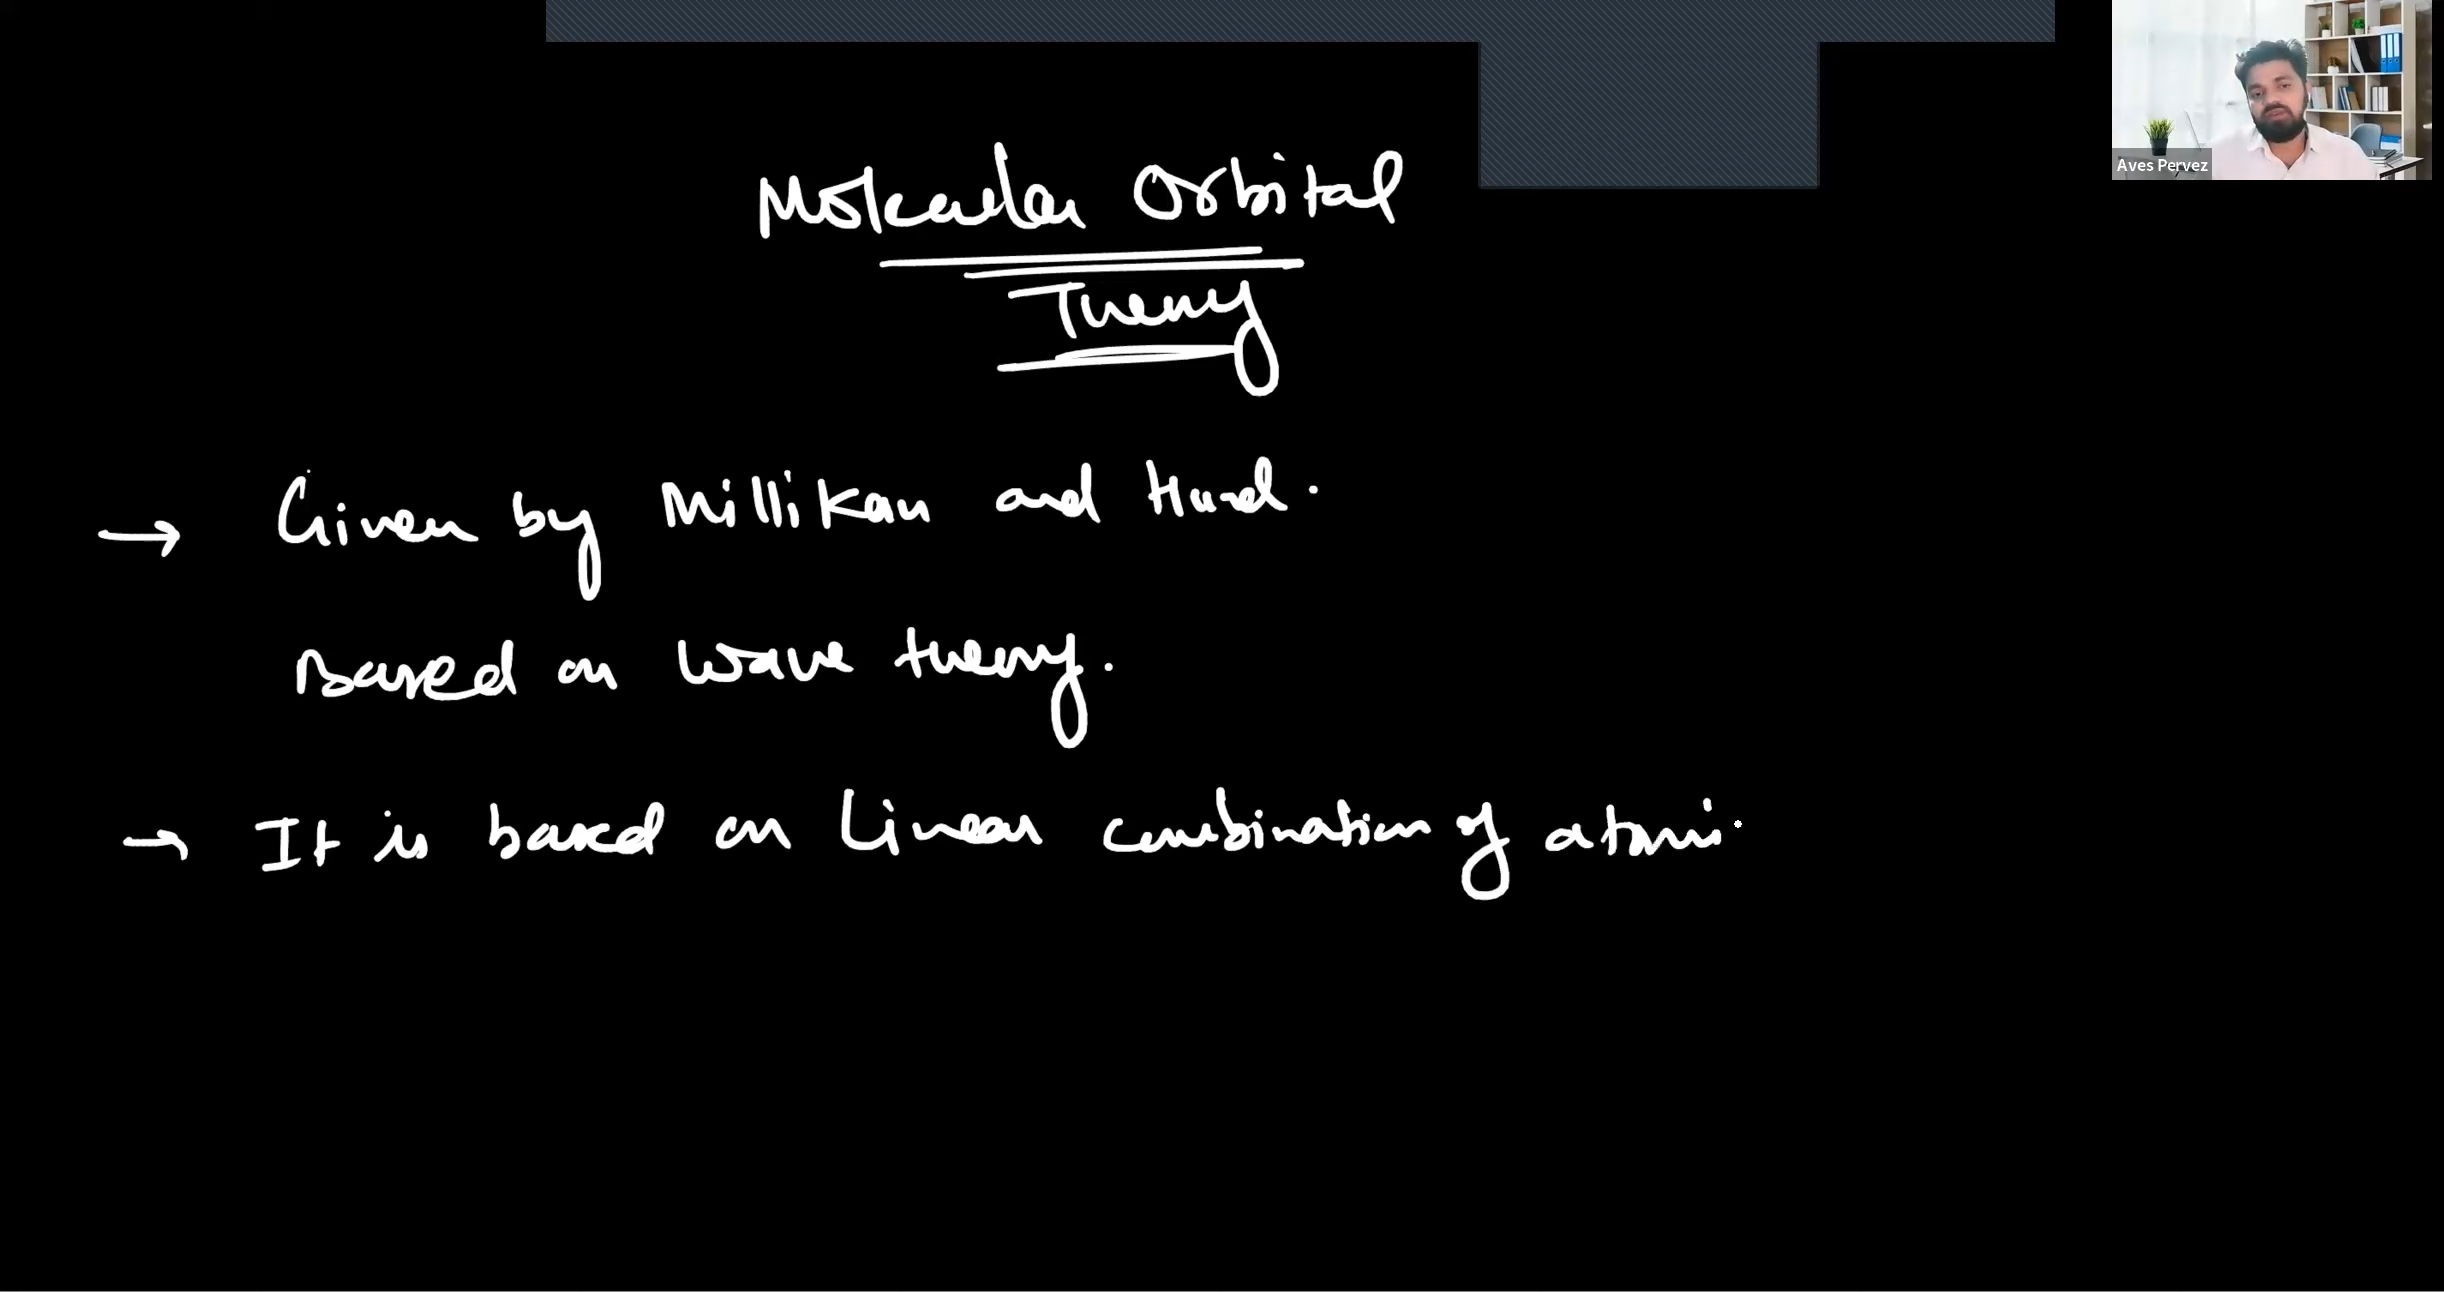 Molecular Orbital
Theory
→ Given by Millikan and Hund.
Based on wave theory.
→ It is based on Linear combination of atomi
Aves Pervez